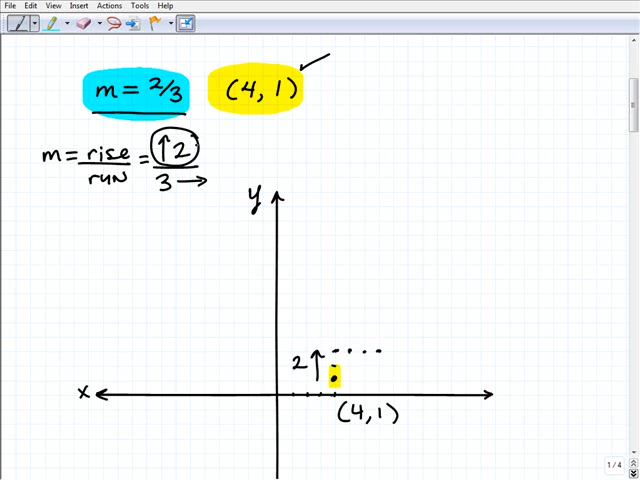 File Edit View Insert Actions Tools Help
m = 2/3 (4, 1)
m = rise/run = ↑2/3 →
y
2 ↑
x
(4, 1)
1 / 4